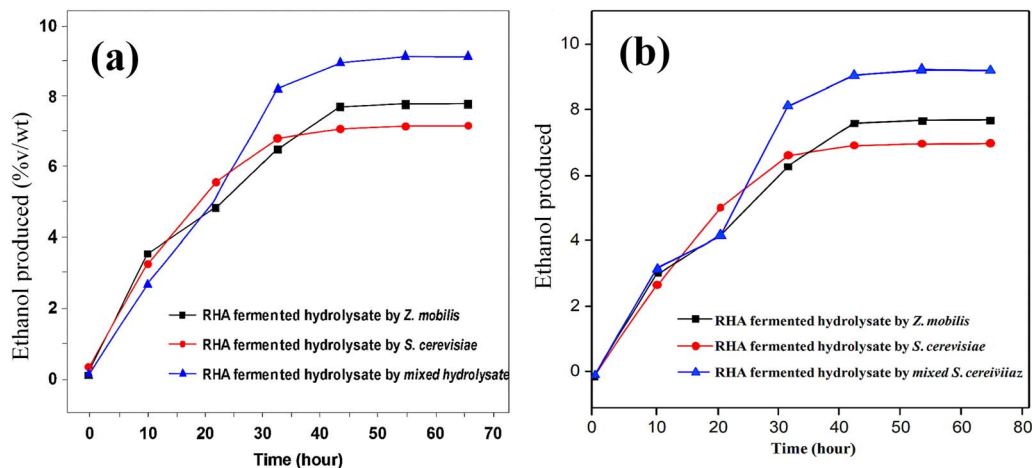 (a)
Ethanol produced (%v/wt)
10
8
6
4
2
0
RHA fermented hydrolysate by Z. mobilis
RHA fermented hydrolysate by S. cerevisiae
RHA fermented hydrolysate by mixed hydrolysate
0 10 20 30 40 50 60 70
Time (hour)
(b)
Ethanol produced
10
8
6
4
2
0
RHA fermented hydrolysate by Z. mobilis
RHA fermented hydrolysate by S. cerevisiae
RHA fermented hydrolysate by mixed S. cereiviiaz
0 10 20 30 40 50 60 70 80
Time (hour)